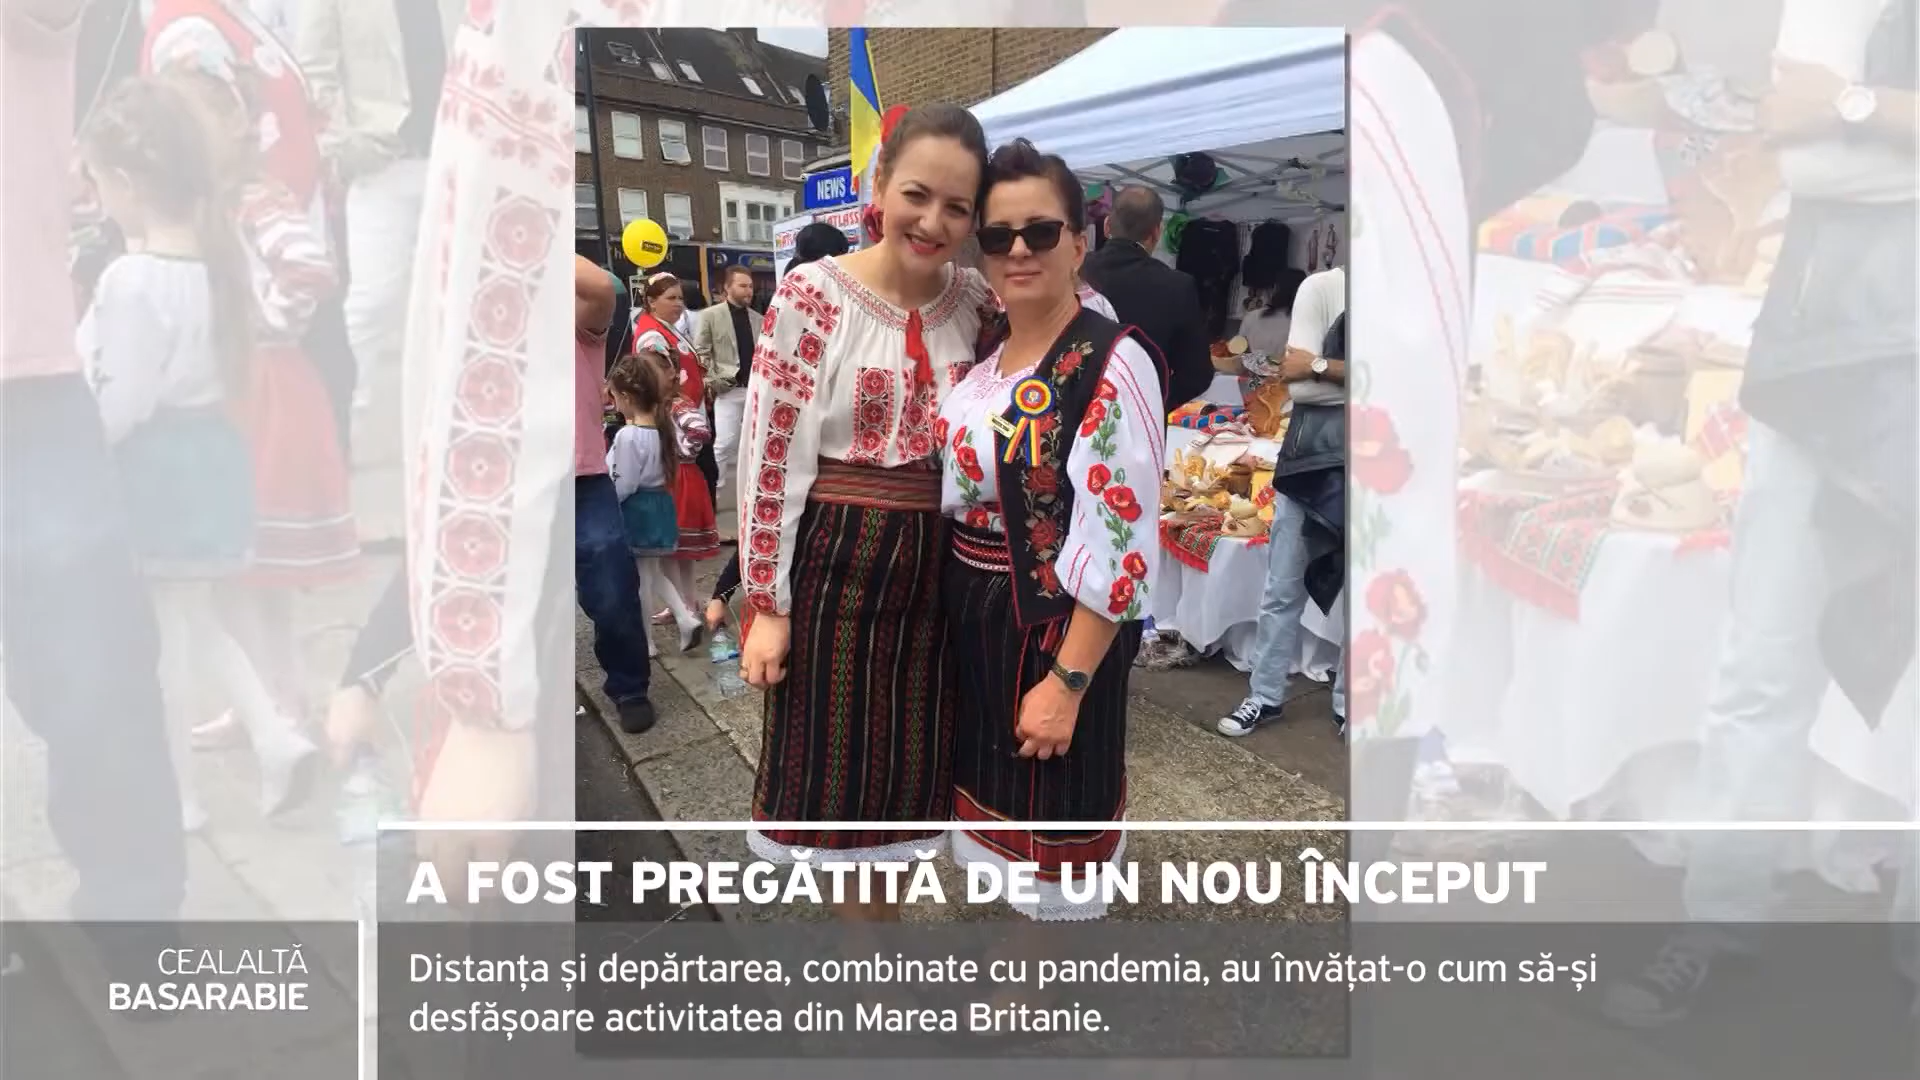 NEWS &
A FOST PREGĂTITĂ DE UN NOU ÎNCEPUT
CEALALTĂ
BASARABIE
Distanța și depărtarea, combinate cu pandemia, au învățat-o cum să-și
desfășoare activitatea din Marea Britanie.